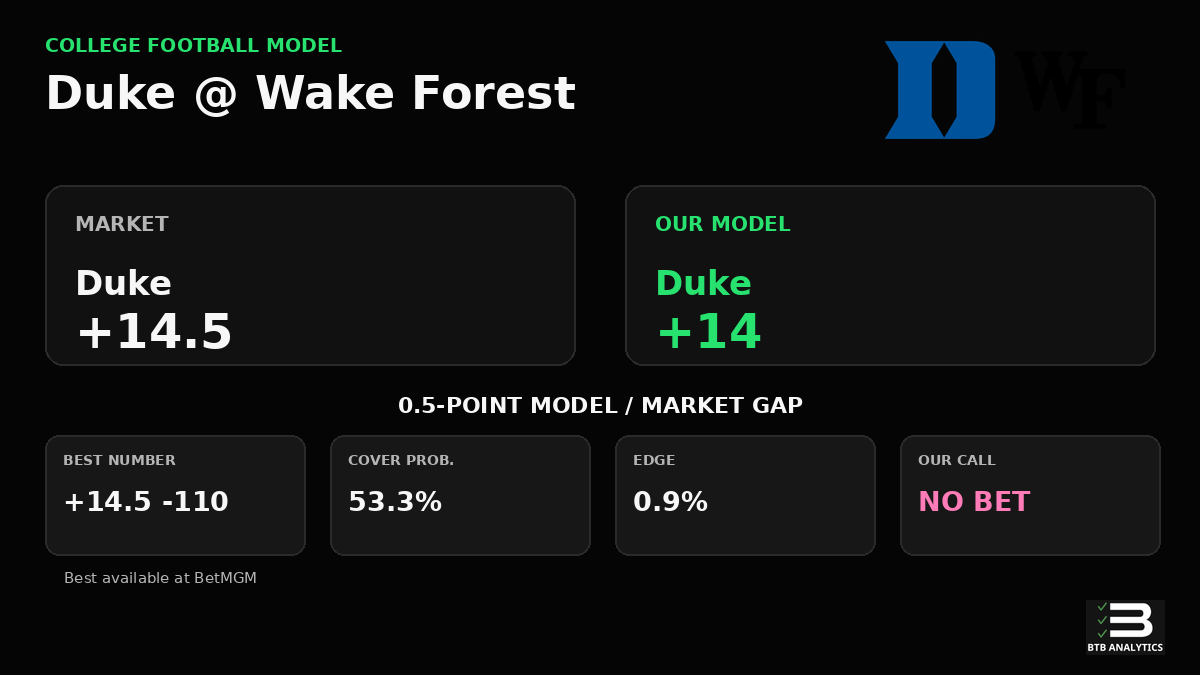 COLLEGE FOOTBALL MODEL
Duke @ Wake Forest
WF
MARKET
Duke
+14.5
OUR MODEL
Duke
+14
0.5-POINT MODEL / MARKET GAP
BEST NUMBER
+14.5 -110
COVER PROB.
53.3%
EDGE
0.9%
OUR CALL
NO BET
Best available at BetMGM
BTB ANALYTICS